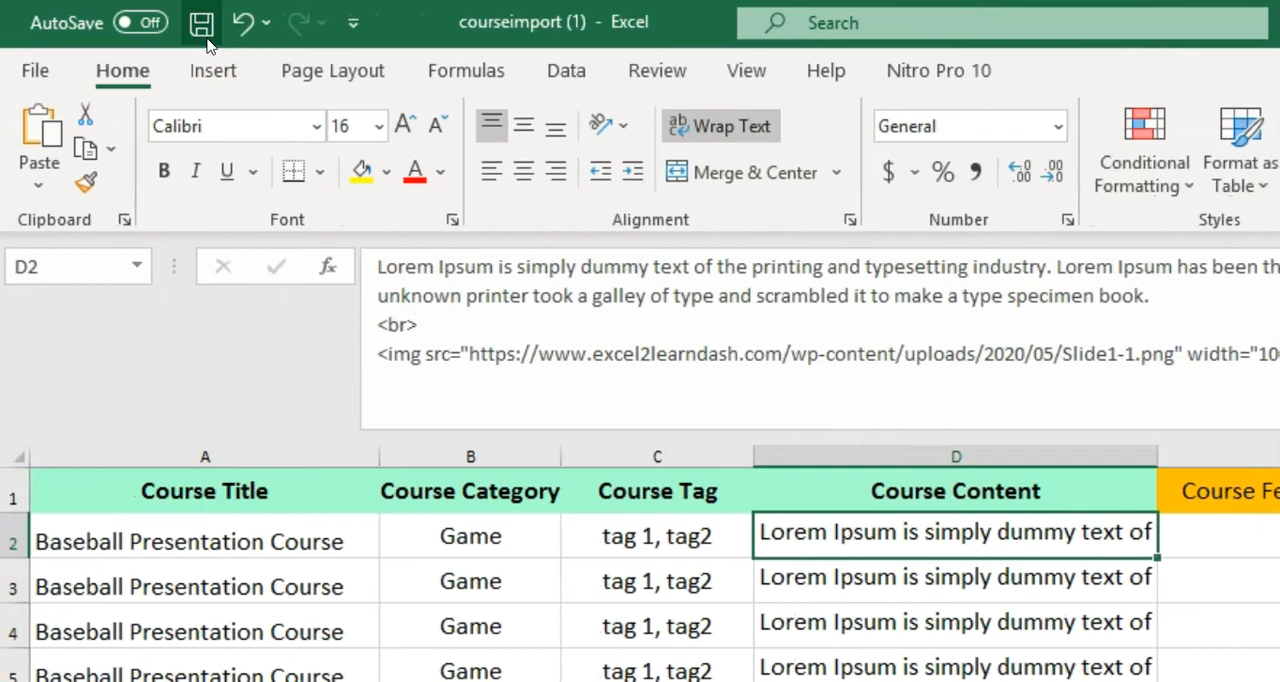 AutoSave Off courseimport (1) - Excel Search
File Home Insert Page Layout Formulas Data Review View Help Nitro Pro 10
Calibri 16 A A ab Wrap Text General
Paste B I U A ab c Merge & Center $ % , .00 .00 Conditional Formatting Format as Table
Clipboard Font Alignment Number Styles
D2 fx Lorem Ipsum is simply dummy text of the printing and typesetting industry. Lorem Ipsum has been th
unknown printer took a galley of type and scrambled it to make a type specimen book.
<br>
<img src="https://www.excel2learndash.com/wp-content/uploads/2020/05/Slide1-1.png" width="10
A B C D
1 Course Title Course Category Course Tag Course Content Course Fe
2 Baseball Presentation Course Game tag 1, tag2 Lorem Ipsum is simply dummy text of
3 Baseball Presentation Course Game tag 1, tag2 Lorem Ipsum is simply dummy text of
4 Baseball Presentation Course Game tag 1, tag2 Lorem Ipsum is simply dummy text of
5 Baseball Presentation Course Game tag 1, tag2 Lorem Ipsum is simply dummy text of